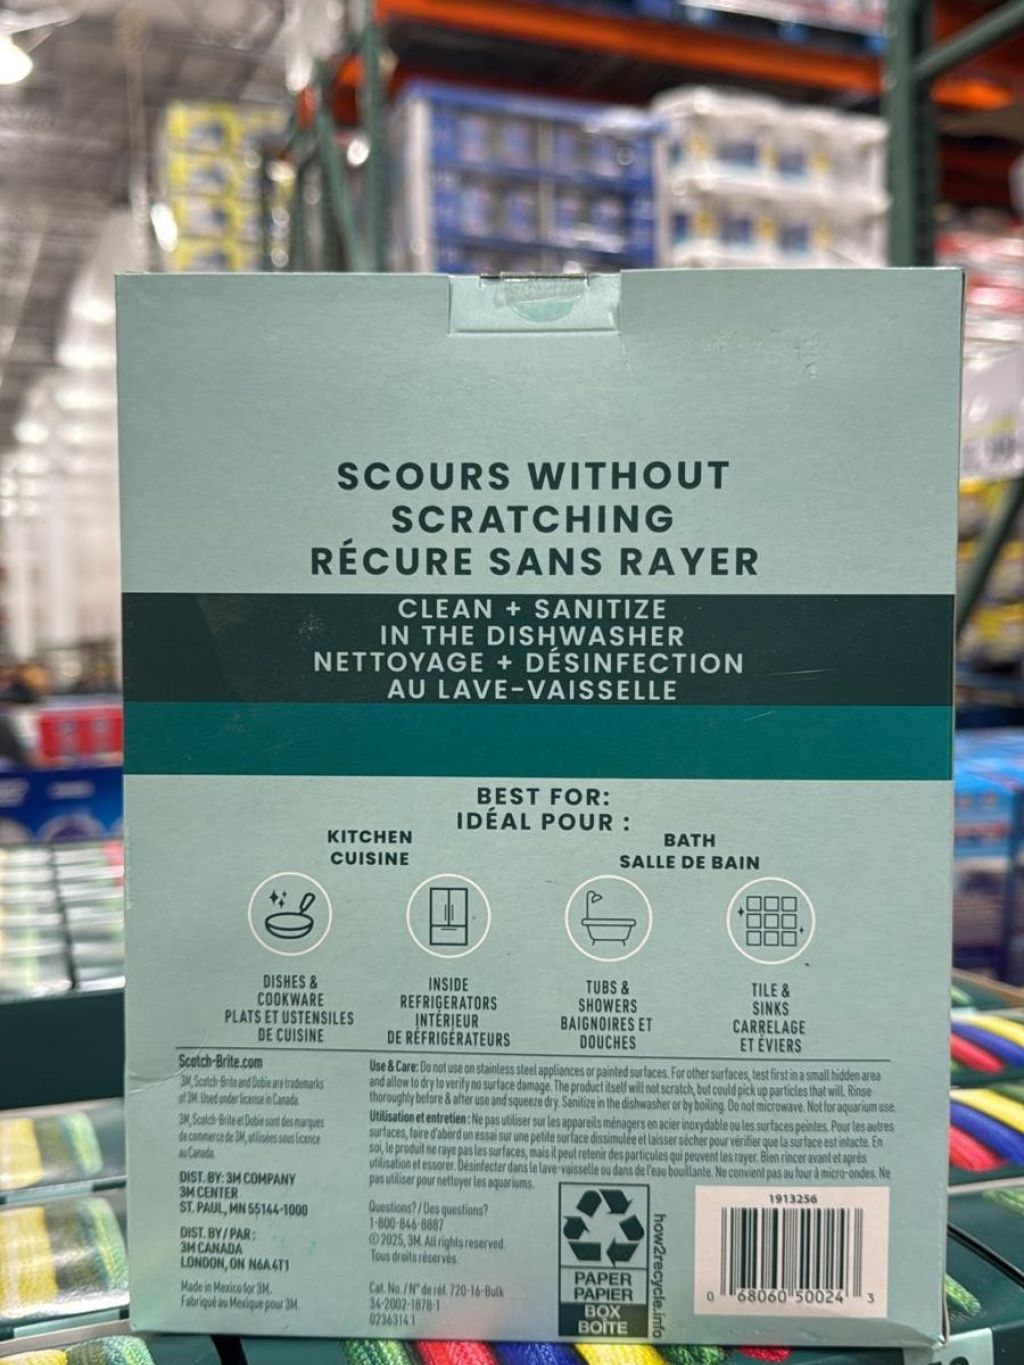 SCOURS WITHOUT
SCRATCHING
RÉCURE SANS RAYER
CLEAN + SANITIZE
IN THE DISHWASHER
NETTOYAGE + DÉSINFECTION
AU LAVE-VAISSELLE
BEST FOR:
IDÉAL POUR :
KITCHEN
CUISINE
BATH
SALLE DE BAIN
DISHES &
COOKWARE
PLATS ET USTENSILES
DE CUISINE
INSIDE
REFRIGERATORS
INTÉRIEUR
DE RÉFRIGÉRATEURS
TUBS &
SHOWERS
BAIGNOIRES ET
DOUCHES
TILE &
SINKS
CARRELAGE
ET ÉVIERS
Scotch-Brite.com
3M, Scotch-Brite and Dobie are trademarks
of 3M. Used under license in Canada.
3M, Scotch-Brite et Dobie sont des marques
de commerce de 3M, utilisées sous licence
au Canada.
DIST. BY: 3M COMPANY
3M CENTER
ST. PAUL, MN 55144-1000
DIST. BY / PAR :
3M CANADA
LONDON, ON N6A 4T1
Made in Mexico for 3M.
Fabriqué au Mexique pour 3M.
Use & Care: Do not use on stainless steel appliances or painted surfaces. For other surfaces, test first in a small hidden area
and allow to dry to verify no surface damage. The product itself will not scratch, but could pick up particles that will. Rinse
thoroughly before & after use and squeeze dry. Sanitize in the dishwasher or by boiling. Do not microwave. Not for aquarium use.
Utilisation et entretien : Ne pas utiliser sur les appareils ménagers en acier inoxydable ou les surfaces peintes. Pour les autres
surfaces, faire d'abord un essai sur une petite surface dissimulée et laisser sécher pour vérifier que la surface est intacte. En
soi, le produit ne raye pas les surfaces, mais il peut retenir des particules qui peuvent les rayer. Bien rincer avant et après
utilisation et essorer. Désinfecter dans le lave-vaisselle ou dans de l'eau bouillante. Ne convient pas au four à micro-ondes. Ne
pas utiliser pour nettoyer les aquariums.
Questions? / Des questions?
1-800-846-8887
© 2025, 3M. All rights reserved.
Tous droits réservés.
Cat. No. / N° de réf. 720-16-Bulk
34-2002-1878-1
0236314.1
PAPER
PAPIER
BOX
BOÎTE
how2recycle.info
1913256
0 68060 50024 3